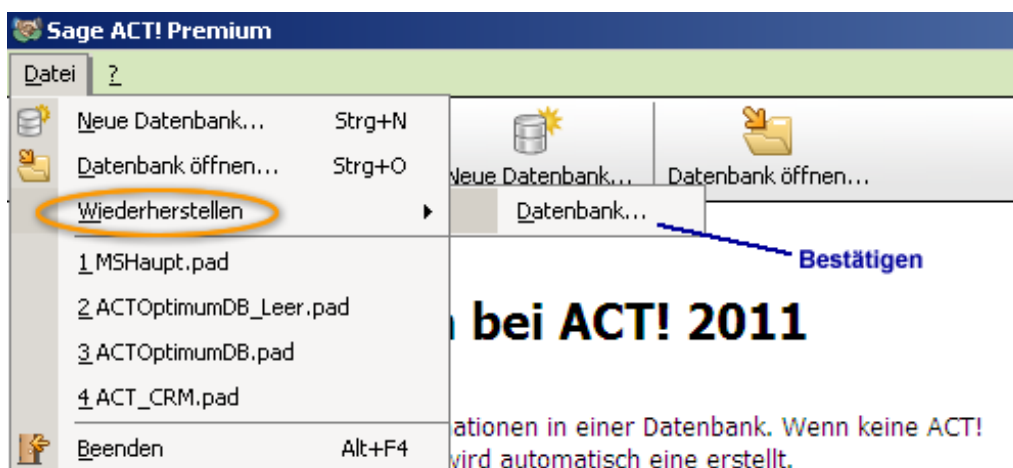 Sage ACT! Premium
Datei ?
Neue Datenbank... Strg+N
Datenbank öffnen... Strg+O
Wiederherstellen
1 MSHaupt.pad
2 ACTOptimumDB_Leer.pad
3 ACTOptimumDB.pad
4 ACT_CRM.pad
Beenden Alt+F4
Neue Datenbank... Datenbank öffnen...
Datenbank...
Bestätigen
bei ACT! 2011
ationen in einer Datenbank. Wenn keine ACT!
wird automatisch eine erstellt.